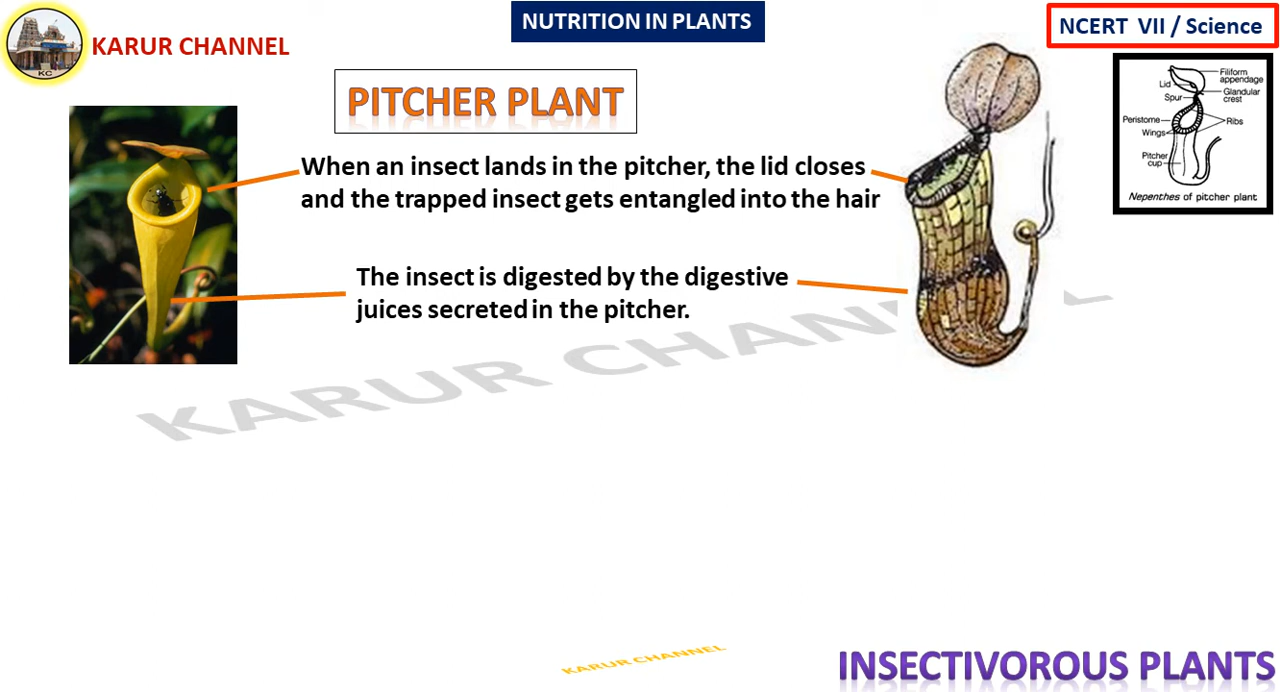 KC
KARUR CHANNEL
NUTRITION IN PLANTS
NCERT VII / Science
PITCHER PLANT
When an insect lands in the pitcher, the lid closes
and the trapped insect gets entangled into the hair
The insect is digested by the digestive
juices secreted in the pitcher.
Filiform
appendage
Lid
Glandular
crest
Spur
Peristome
Ribs
Wings
Pitcher
cup
Nepenthes of pitcher plant
KARUR CHANNEL
KARUR CHANNEL
INSECTIVOROUS PLANTS